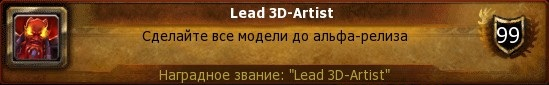 Lead 3D-Artist
Сделайте все модели до альфа-релиза
99
Наградное звание: "Lead 3D-Artist"